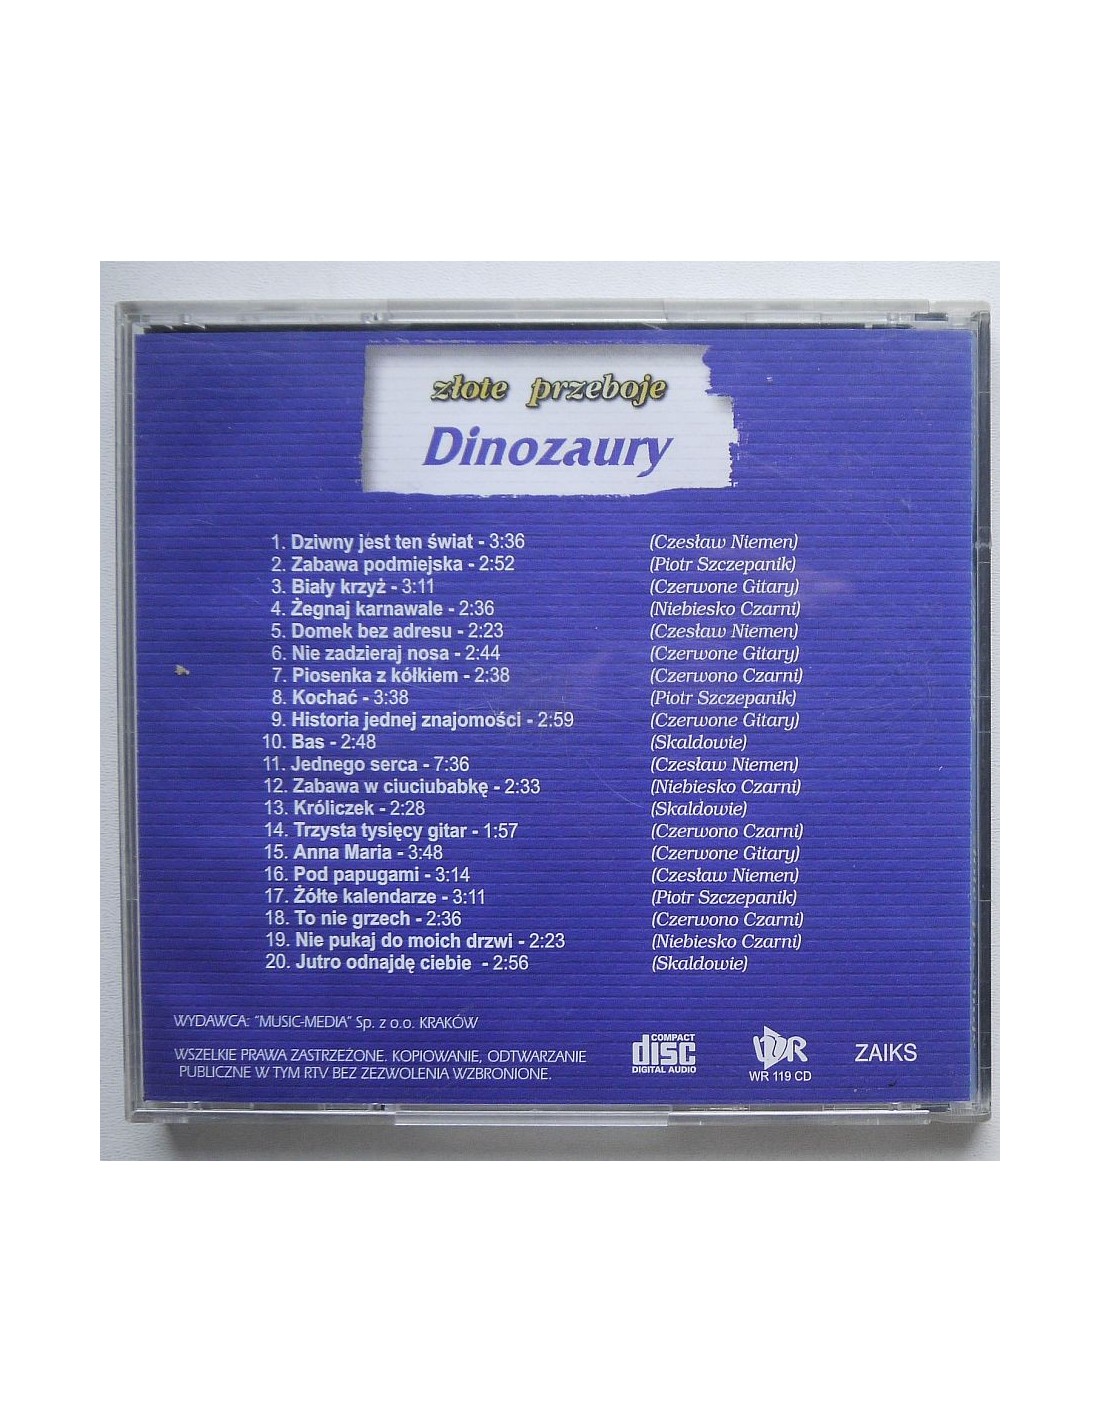 złote przeboje
Dinozaury
1. Dziwny jest ten świat - 3:36 (Czesław Niemen)
2. Zabawa podmiejska - 2:52 (Piotr Szczepanik)
3. Biały krzyż - 3:11 (Czerwone Gitary)
4. Żegnaj karnawale - 2:36 (Niebiesko Czarni)
5. Domek bez adresu - 2:23 (Czesław Niemen)
6. Nie zadzieraj nosa - 2:44 (Czerwone Gitary)
7. Piosenka z kółkiem - 2:38 (Czerwono Czarni)
8. Kochać - 3:38 (Piotr Szczepanik)
9. Historia jednej znajomości - 2:59 (Czerwone Gitary)
10. Bas - 2:48 (Skaldowie)
11. Jednego serca - 7:36 (Czesław Niemen)
12. Zabawa w ciuciubabkę - 2:33 (Niebiesko Czarni)
13. Króliczek - 2:28 (Skaldowie)
14. Trzysta tysięcy gitar - 1:57 (Czerwono Czarni)
15. Anna Maria - 3:48 (Czerwone Gitary)
16. Pod papugami - 3:14 (Czesław Niemen)
17. Żółte kalendarze - 3:11 (Piotr Szczepanik)
18. To nie grzech - 2:36 (Czerwono Czarni)
19. Nie pukaj do moich drzwi - 2:23 (Niebiesko Czarni)
20. Jutro odnajdę ciebie - 2:56 (Skaldowie)
WYDAWCA: "MUSIC-MEDIA" Sp. z o.o. KRAKÓW
WSZELKIE PRAWA ZASTRZEŻONE. KOPIOWANIE, ODTWARZANIE
PUBLICZNE W TYM RTV BEZ ZEZWOLENIA WZBRONIONE.
COMPACT
disc
DIGITAL AUDIO
WR
WR 119 CD
ZAIKS